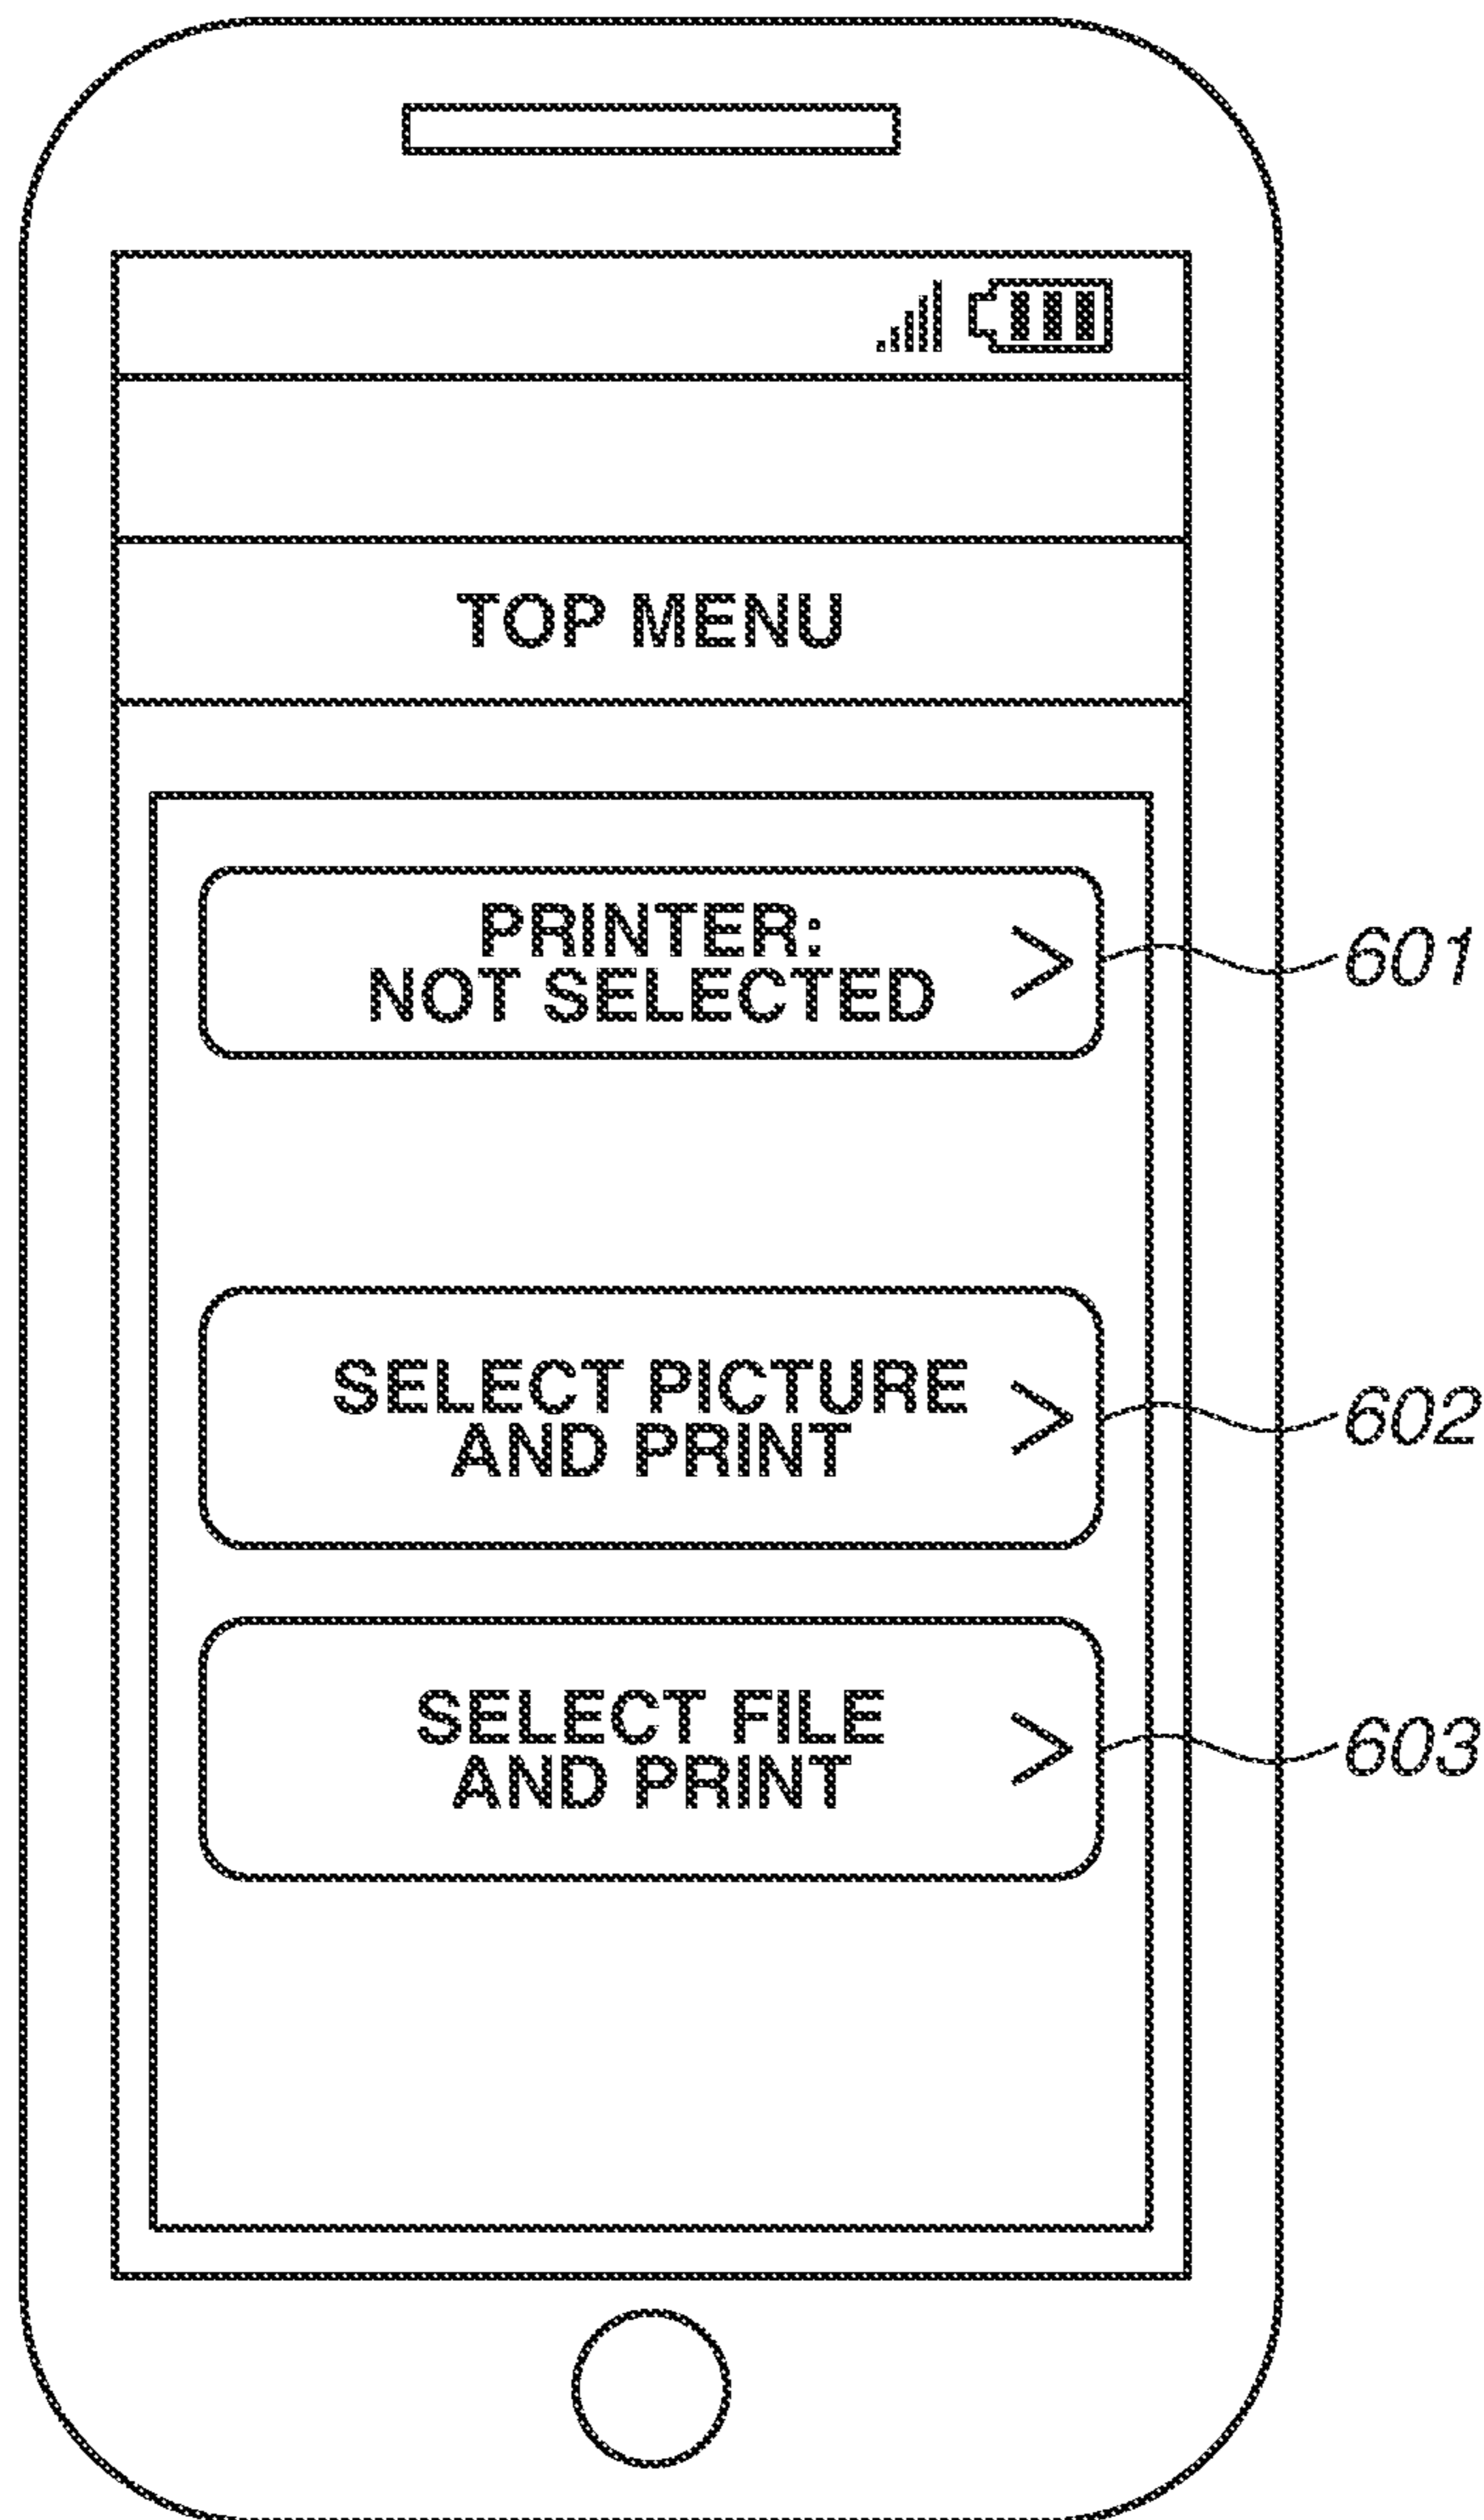 TOP MENU
PRINTER:
NOT SELECTED
>
601
SELECT PICTURE
AND PRINT
>
602
SELECT FILE
AND PRINT
>
603